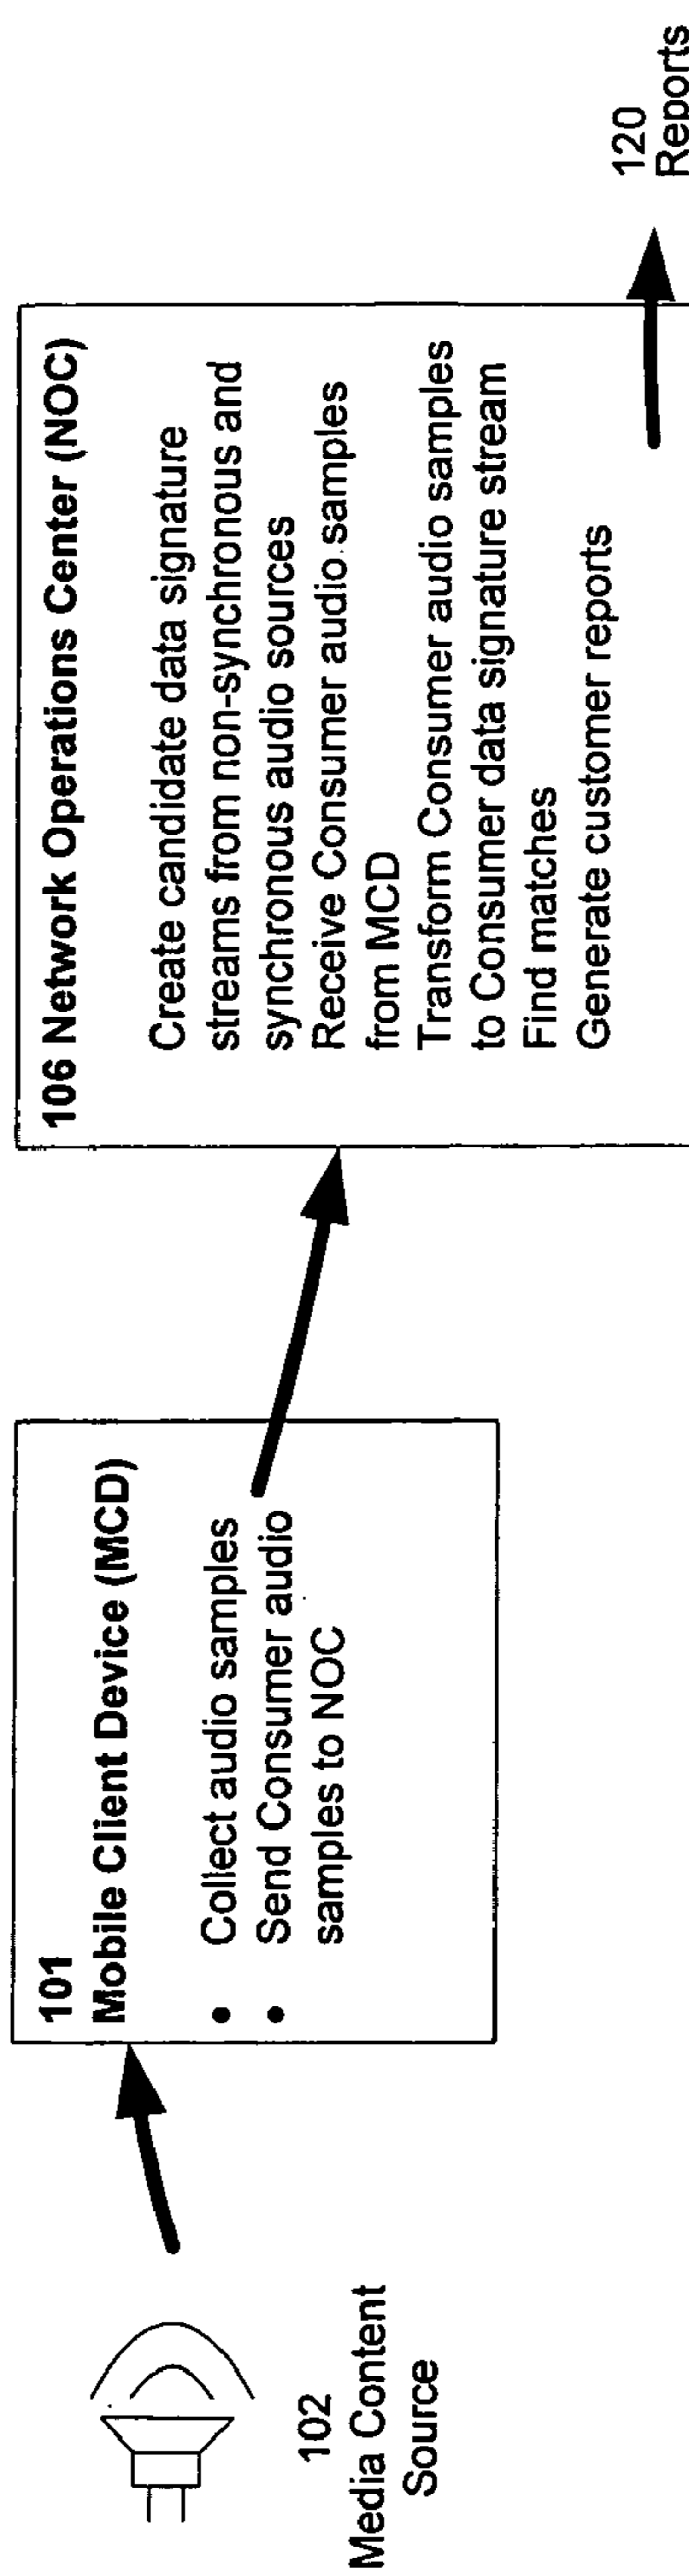 102
Media Content
Source
101
Mobile Client Device (MCD)
• Collect audio samples
• Send Consumer audio
samples to NOC
106 Network Operations Center (NOC)
Create candidate data signature
streams from non-synchronous and
synchronous audio sources
Receive Consumer audio samples
from MCD
Transform Consumer audio samples
to Consumer data signature stream
Find matches
Generate customer reports
120
Reports